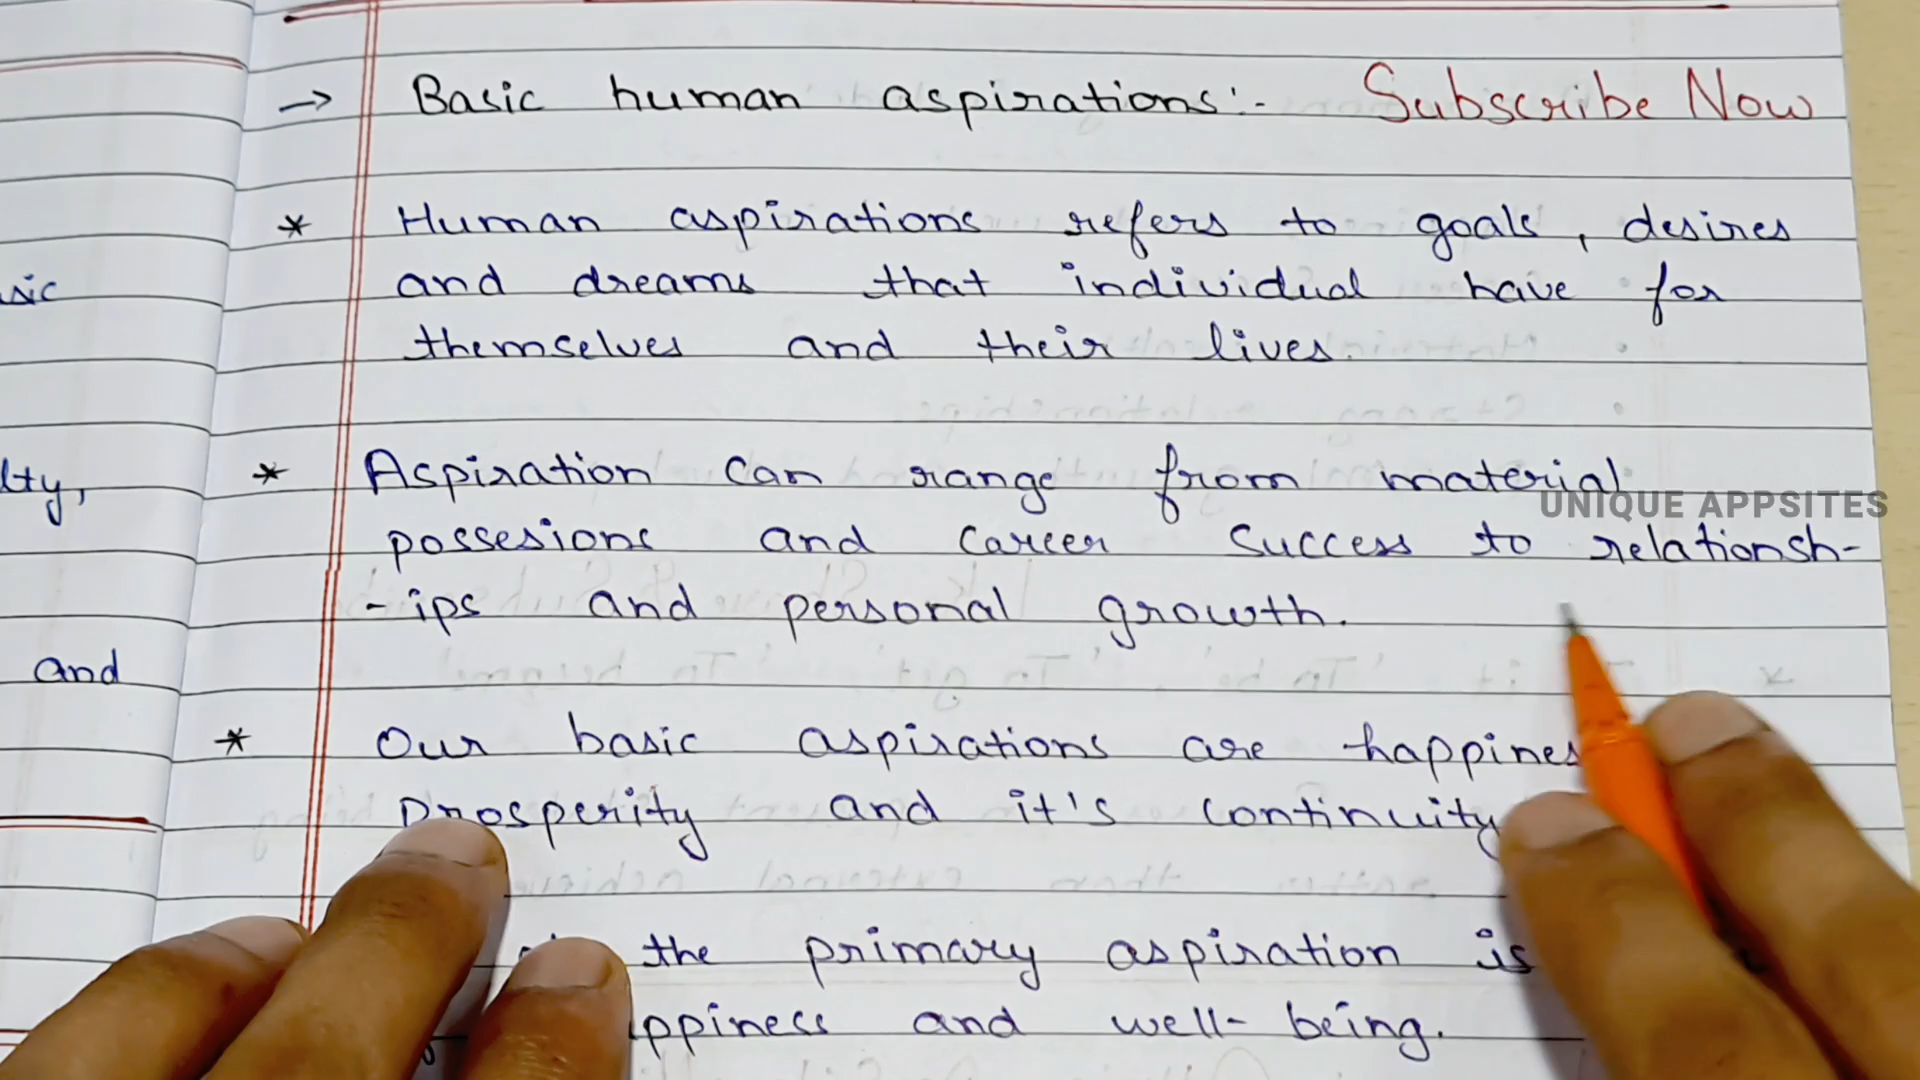 → Basic human aspirations:- Subscribe Now
* Human aspirations refers to goals, desires
sic
and dreams that individual have for
themselves and their lives.
lty,
* Aspiration can range from material
UNIQUE APPSITES
possesions and career success to relationsh-
-ips and personal growth.
and
* Our basic aspirations are happines
prosperity and it's continuity
the primary aspiration is
ppiness and well-being.